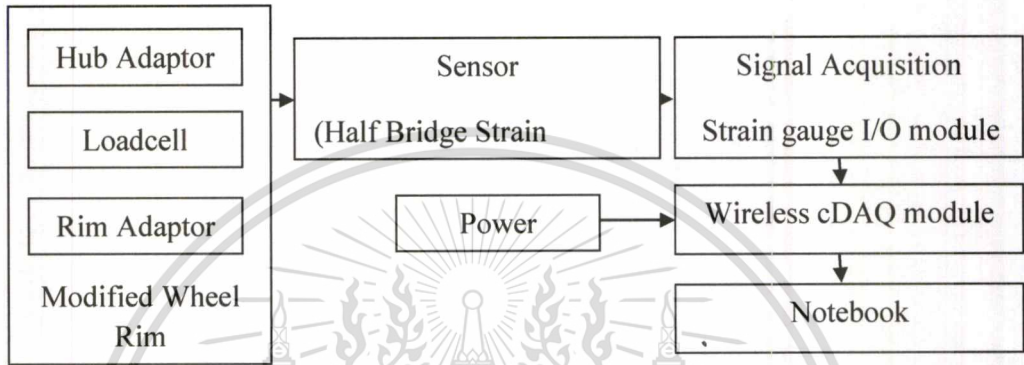 Hub Adaptor
Loadcell
Rim Adaptor
Modified Wheel
Rim
Sensor
(Half Bridge Strain
Signal Acquisition
Strain gauge I/O module
Power
Wireless cDAQ module
Notebook